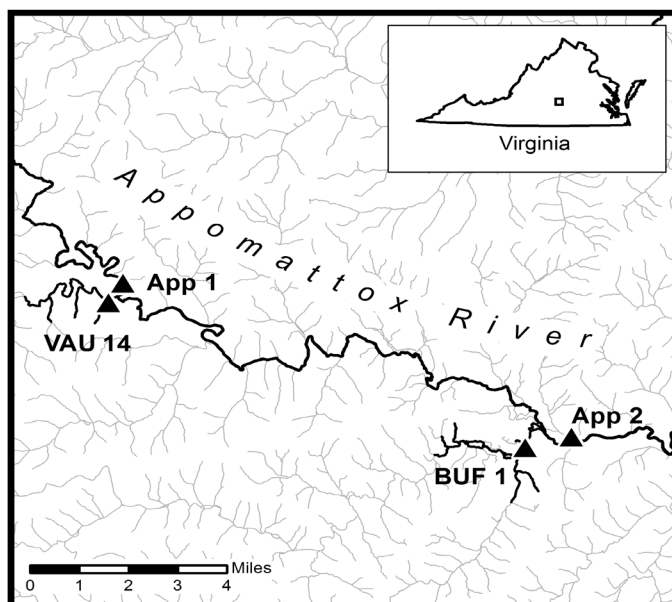 Virginia
Appomattox River
App 1
VAU 14
App 2
BUF 1
Miles
0 1 2 3 4